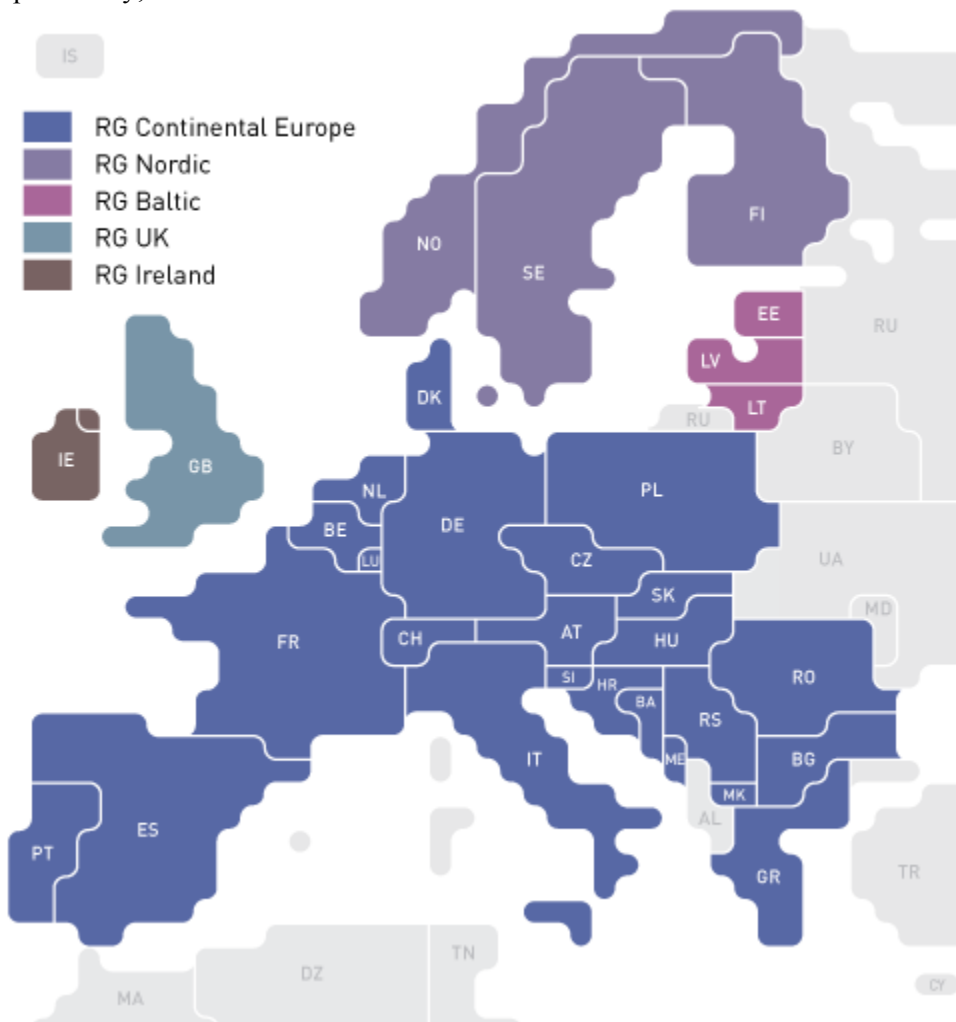 IS
RG Continental Europe
RG Nordic
RG Baltic
RG UK
RG Ireland
NO
SE
FI
EE
RU
LV
DK
LT
RU
BY
IE
GB
NL
PL
BE
DE
LU
CZ
UA
SK
MD
FR
CH
AT
HU
SI
HR
RO
BA
RS
IT
ME
BG
MK
AL
ES
PT
GR
TR
TN
DZ
MA
CY